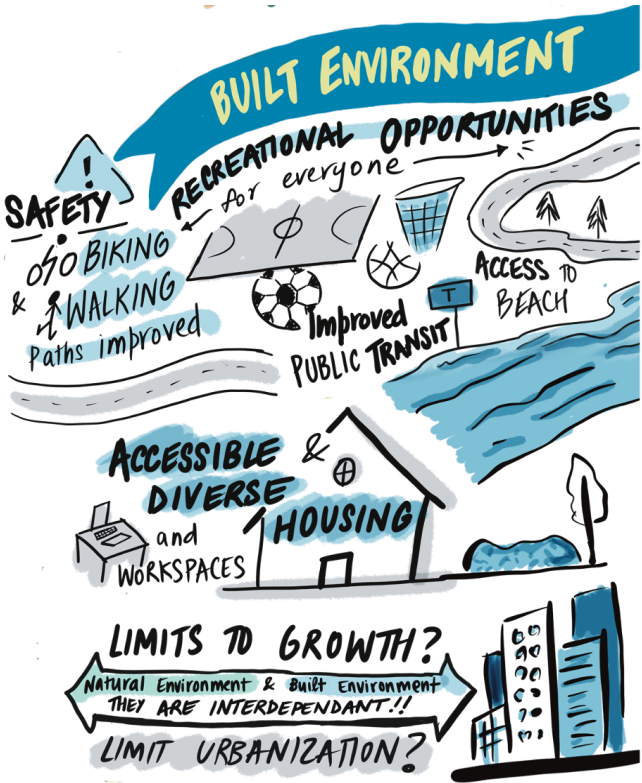 BUILT ENVIRONMENT
RECREATIONAL OPPORTUNITIES
for everyone
!
SAFETY
BIKING
& WALKING
Paths improved
ACCESS TO
BEACH
T
Improved
PUBLIC TRANSIT
ACCESSIBLE &
DIVERSE
HOUSING
and
WORKSPACES
LIMITS TO GROWTH?
Natural Environment & Built Environment
THEY ARE INTERDEPENDANT!!
LIMIT URBANIZATION?